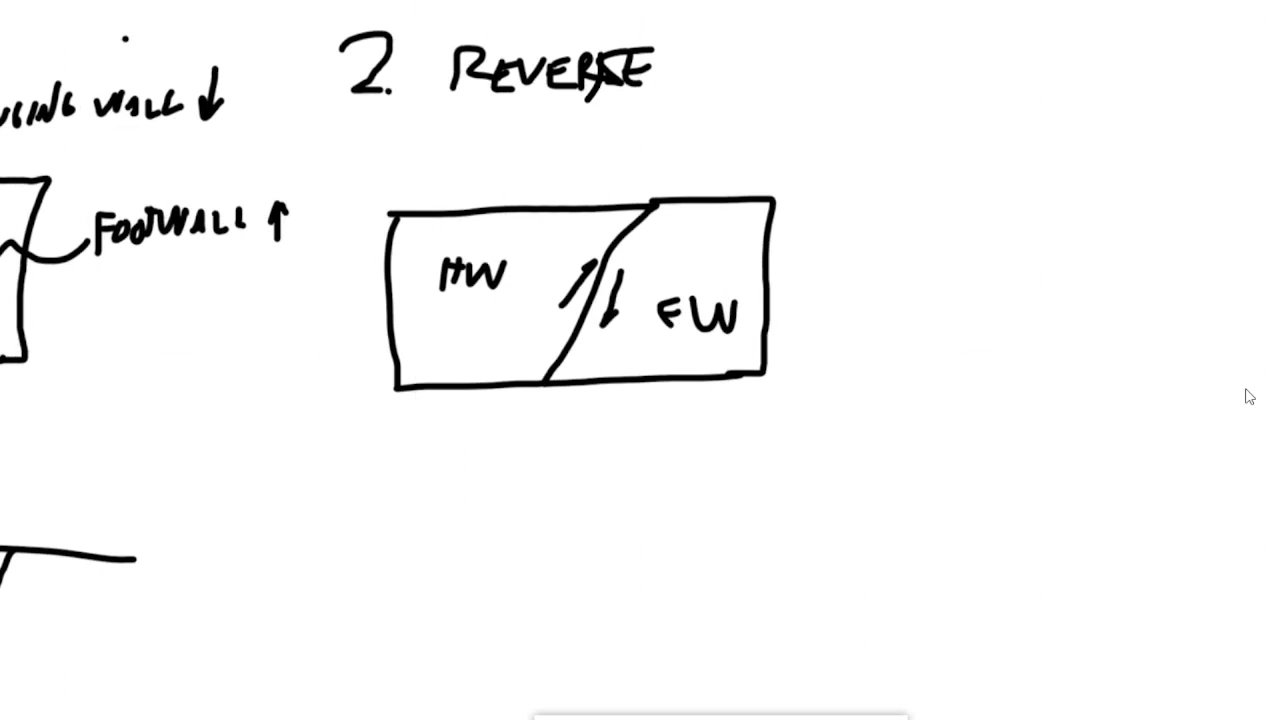 WALL ↓
FOOTWALL ↑
2. REVERSE
HW
FW